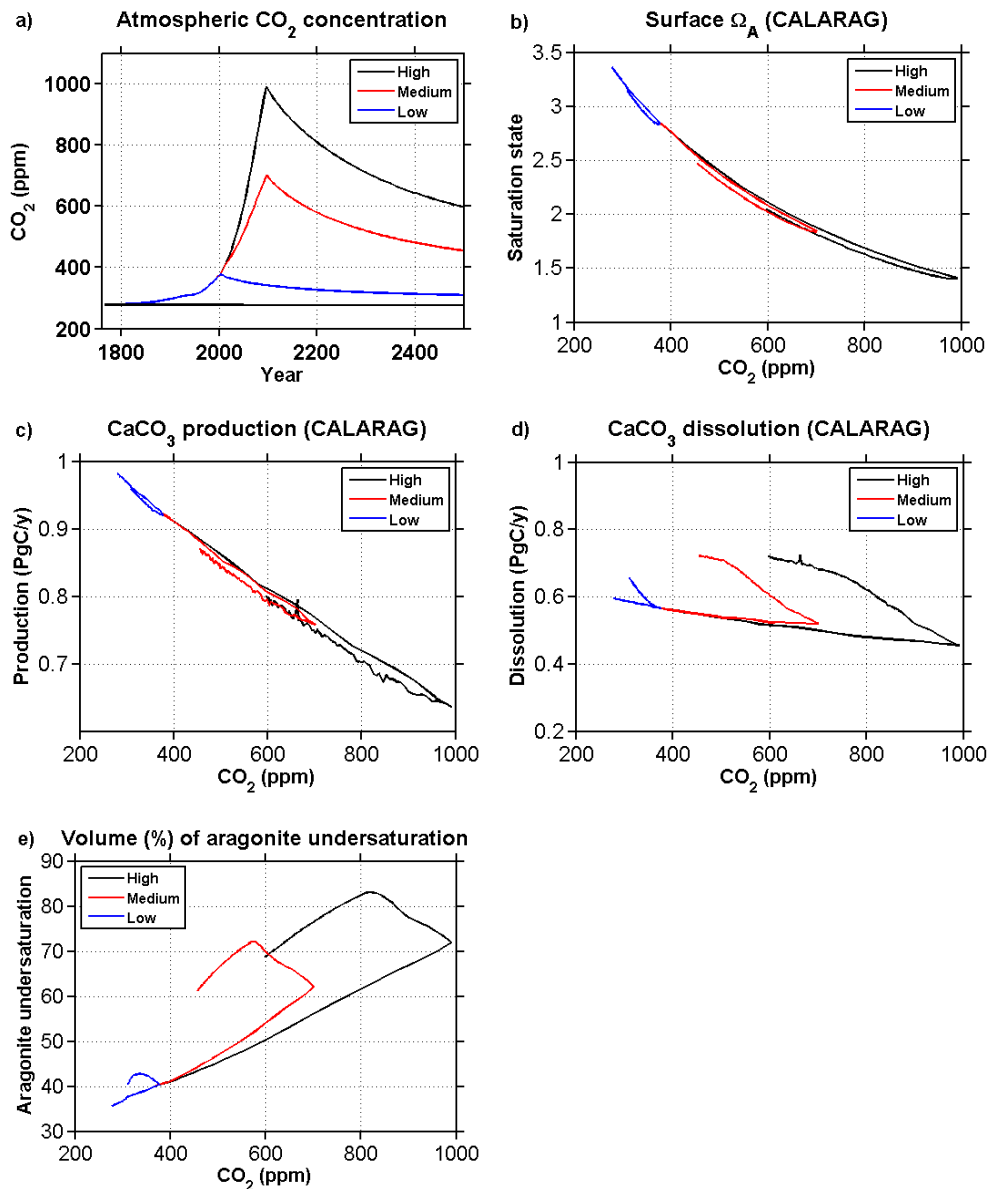 a) Atmospheric CO2 concentration
CO2 (ppm)
1000
800
600
400
200
High
Medium
Low
1800 2000 2200 2400
Year
b) Surface ΩA (CALARAG)
Saturation state
3.5
3
2.5
2
1.5
1
High
Medium
Low
200 400 600 800 1000
CO2 (ppm)
c) CaCO3 production (CALARAG)
Production (PgC/y)
1
0.9
0.8
0.7
High
Medium
Low
200 400 600 800 1000
CO2 (ppm)
d) CaCO3 dissolution (CALARAG)
Dissolution (PgC/y)
1
0.8
0.6
0.4
0.2
High
Medium
Low
200 400 600 800 1000
CO2 (ppm)
e) Volume (%) of aragonite undersaturation
Aragonite undersaturation
90
80
70
60
50
40
30
High
Medium
Low
200 400 600 800 1000
CO2 (ppm)